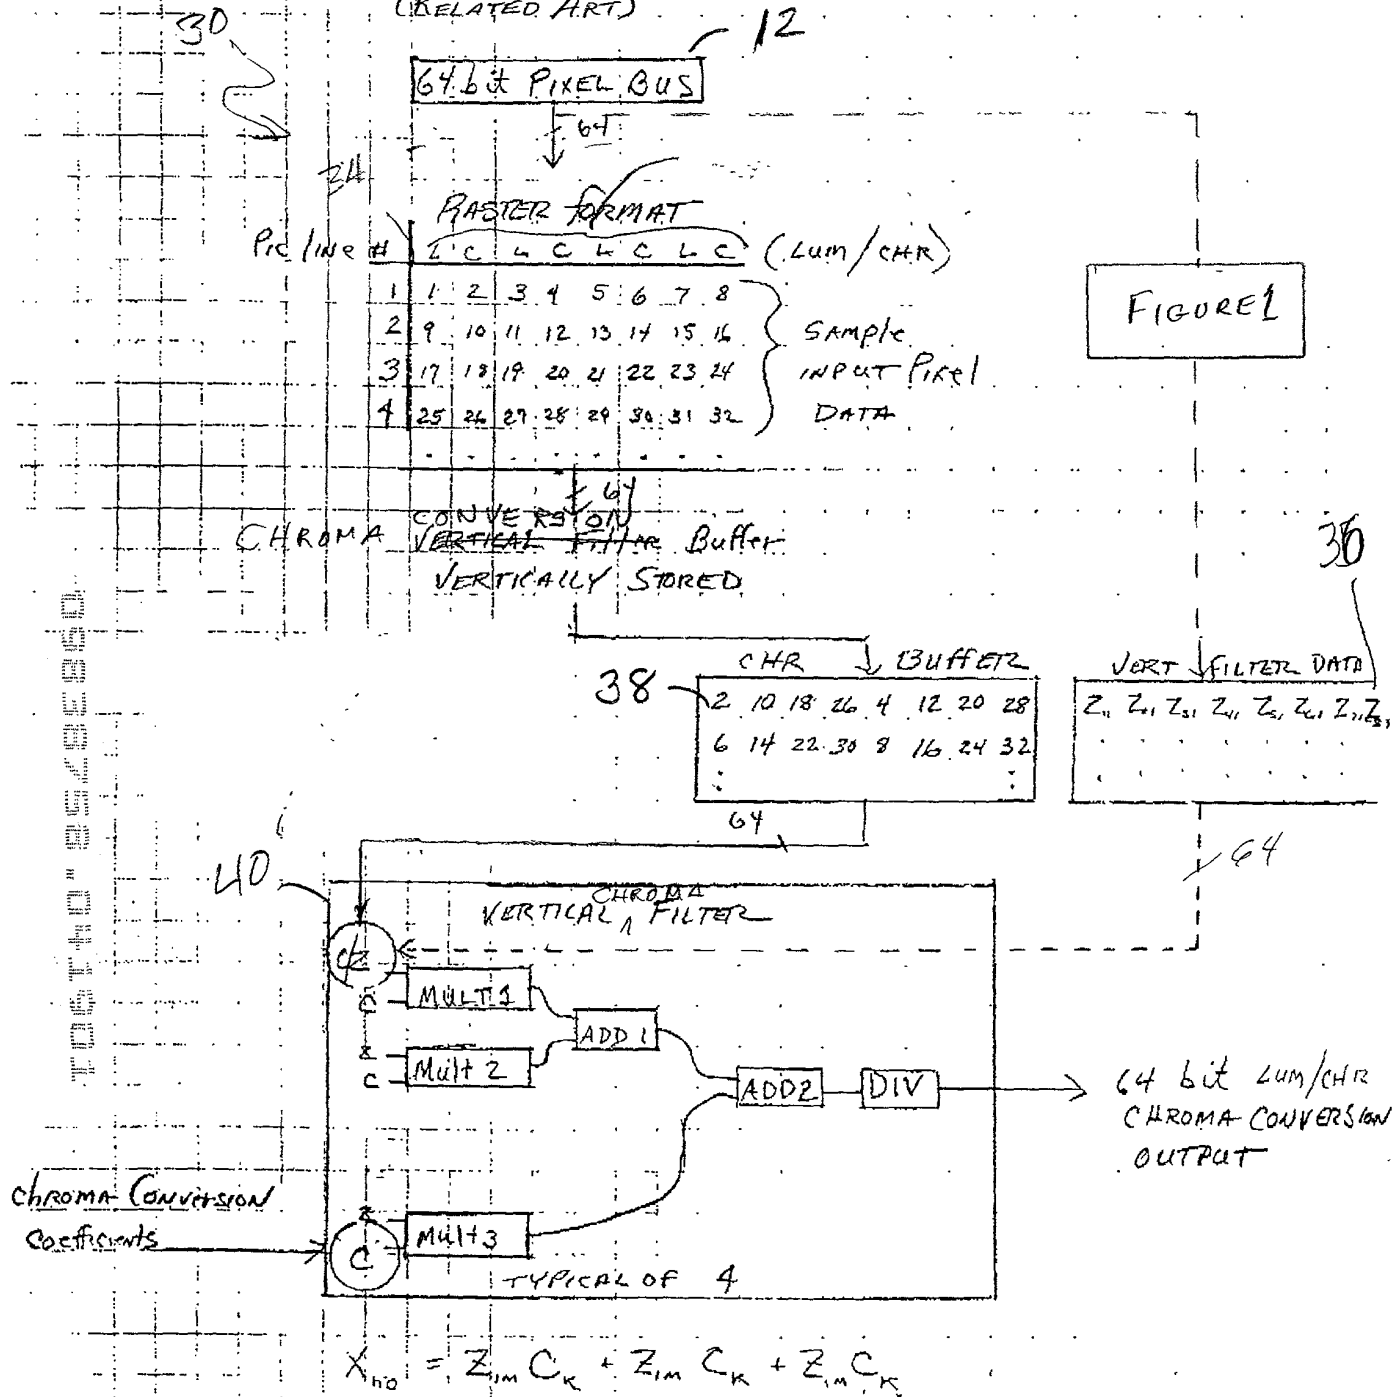 (RELATED ART)
30
12
64 bit PIXEL BUS
64
34
RASTER FORMAT
Pic line # L C L C L C L C (LUM/CHR)
1 1 2 3 4 5 6 7 8
2 9 10 11 12 13 14 15 16
3 17 18 19 20 21 22 23 24
4 25 26 27 28 29 30 31 32
SAMPLE
INPUT PIXEl
DATA
FIGURE 1
64
CONVERSION
CHROMA VERTICAL Filter Buffer
VERTICALLY STORED
36
CHR BUFFER
38
2 10 18 26 4 12 20 28
6 14 22 30 8 16 24 32
VERT FILTER DATA
64
64
40
CHROMA
VERTICAL FILTER
MULT 1
ADD 1
C
Mult 2
ADD2
DIV
64 bit LUM/CHR
CHROMA CONVERSION
OUTPUT
CHROMA CONVERSION
Coefficients
C
Mult 3
TYPICAL OF 4
= Z C + Z C + Z C